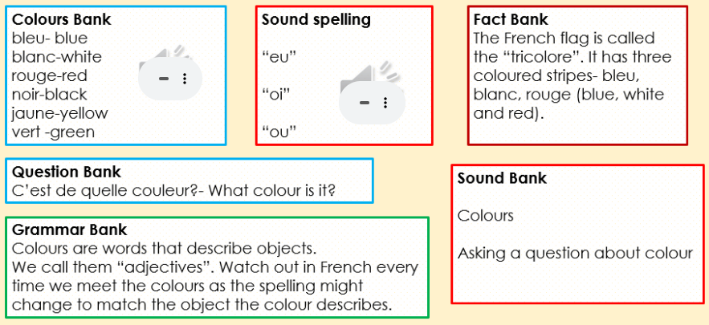 Colours Bank
bleu- blue
blanc-white
rouge-red
noir-black
jaune-yellow
vert -green
Sound spelling
“eu”
“oi”
“ou”
Fact Bank
The French flag is called
the “tricolore”. It has three
coloured stripes- bleu,
blanc, rouge (blue, white
and red).
Question Bank
C’est de quelle couleur?- What colour is it?
Grammar Bank
Colours are words that describe objects.
We call them “adjectives”. Watch out in French every
time we meet the colours as the spelling might
change to match the object the colour describes.
Sound Bank
Colours
Asking a question about colour